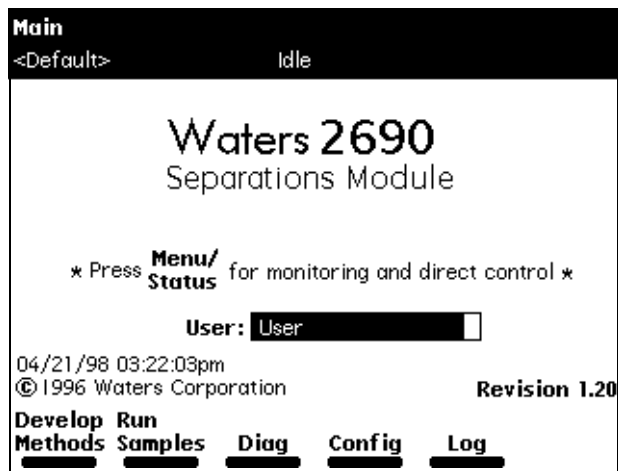 Main
<Default> Idle
Waters 2690
Separations Module
* Press Menu/Status for monitoring and direct control *
User: User
04/21/98 03:22:03pm
© 1996 Waters Corporation Revision 1.20
Develop Methods Run Samples Diag Config Log